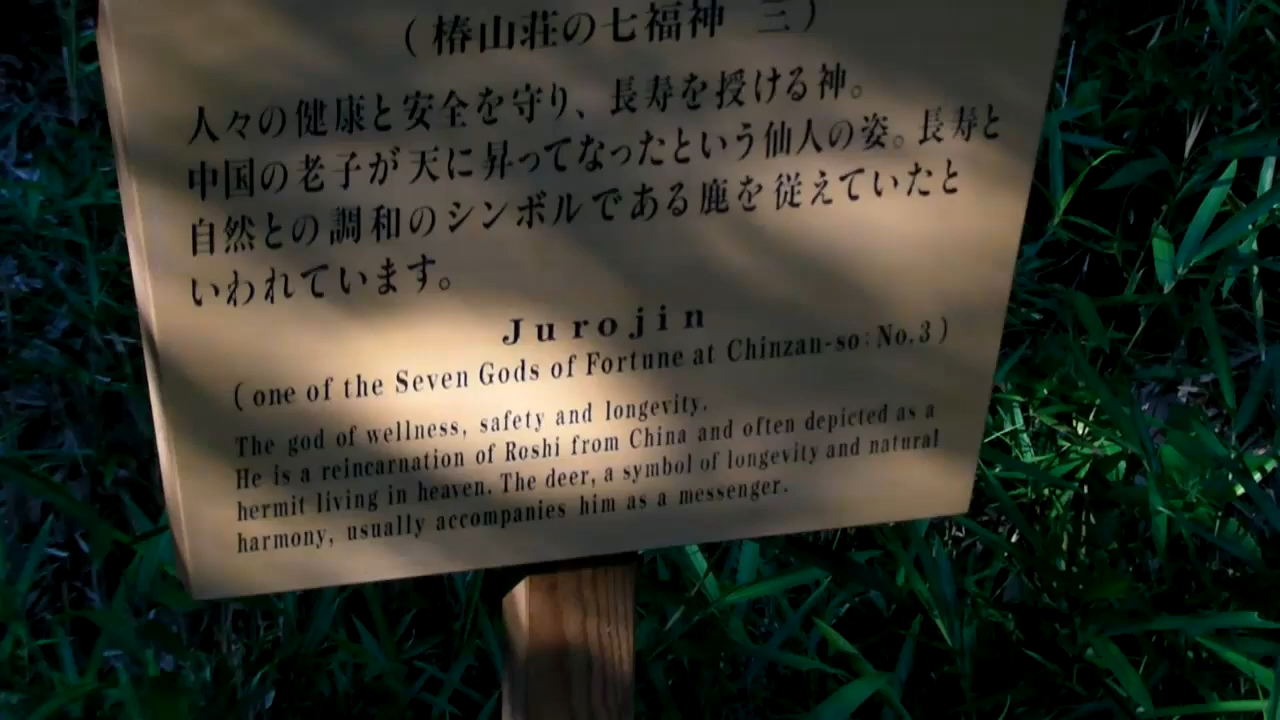 （椿山荘の七福神　三）
人々の健康と安全を守り、長寿を授ける神。
中国の老子が天に昇ってなったという仙人の姿。長寿と
自然との調和のシンボルである鹿を従えていたと
いわれています。
Jurojin
(one of the Seven Gods of Fortune at Chinzan-so: No.3)
The god of wellness, safety and longevity.
He is a reincarnation of Roshi from China and often depicted as a
hermit living in heaven. The deer, a symbol of longevity and natural
harmony, usually accompanies him as a messenger.